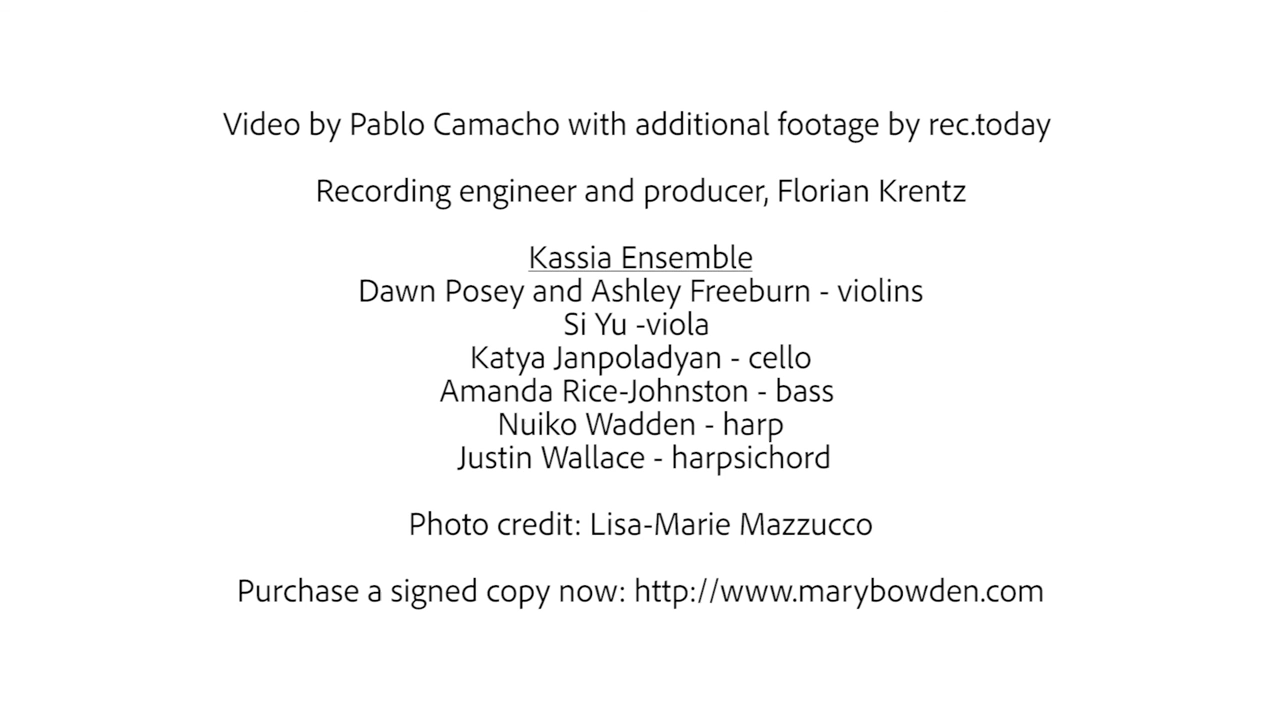 Video by Pablo Camacho with additional footage by rec.today
Recording engineer and producer, Florian Krentz
Kassia Ensemble
Dawn Posey and Ashley Freeburn - violins
Si Yu -viola
Katya Janpoladyan - cello
Amanda Rice-Johnston - bass
Nuiko Wadden - harp
Justin Wallace - harpsichord
Photo credit: Lisa-Marie Mazzucco
Purchase a signed copy now: http://www.marybowden.com